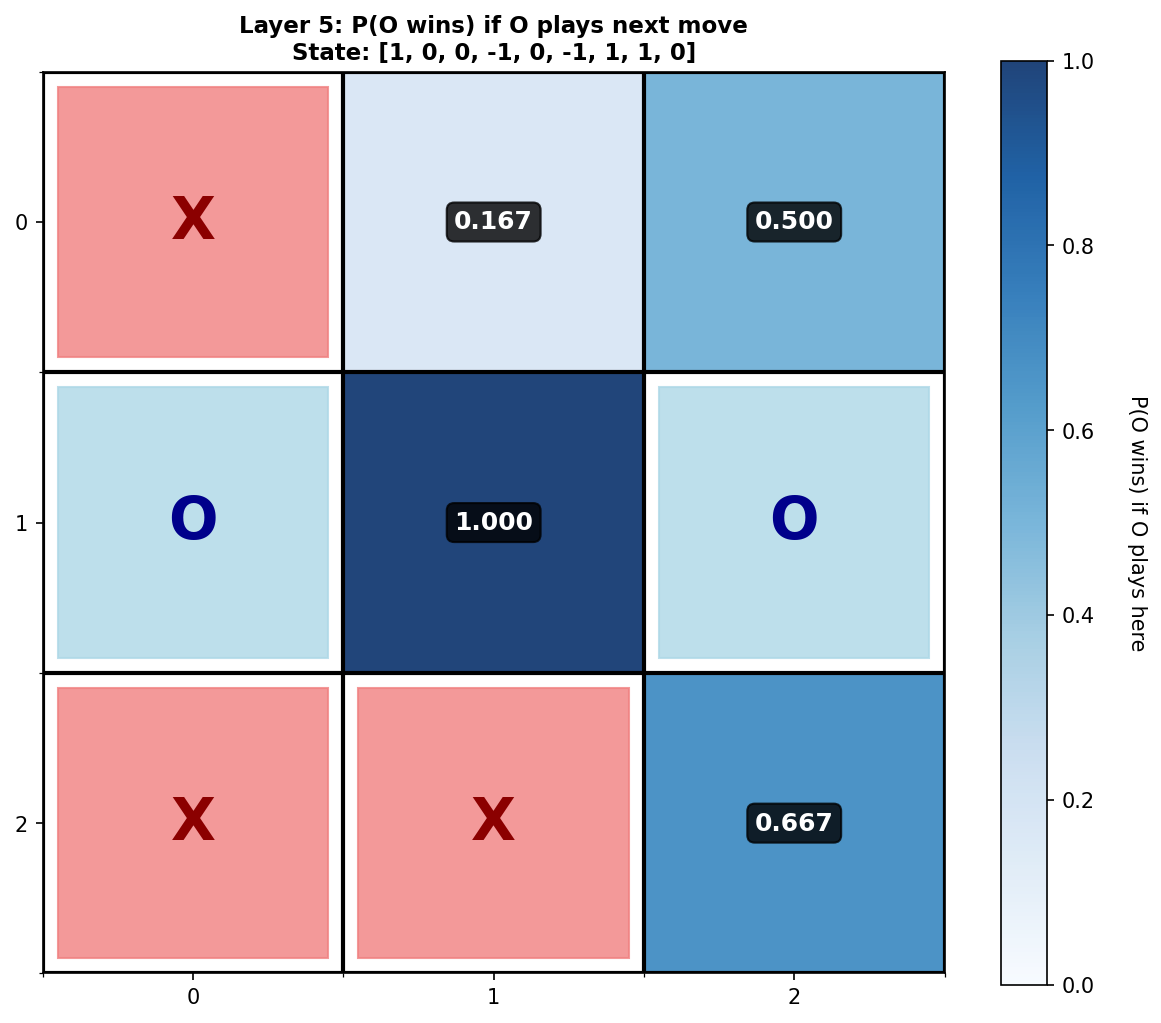 Layer 5: P(O wins) if O plays next move
State: [1, 0, 0, -1, 0, -1, 1, 1, 0]
X
0.167
0.500
O
1.000
O
X
X
0.667
0
1
2
0
1
2
1.0
0.8
0.6
0.4
0.2
0.0
P(O wins) if O plays here